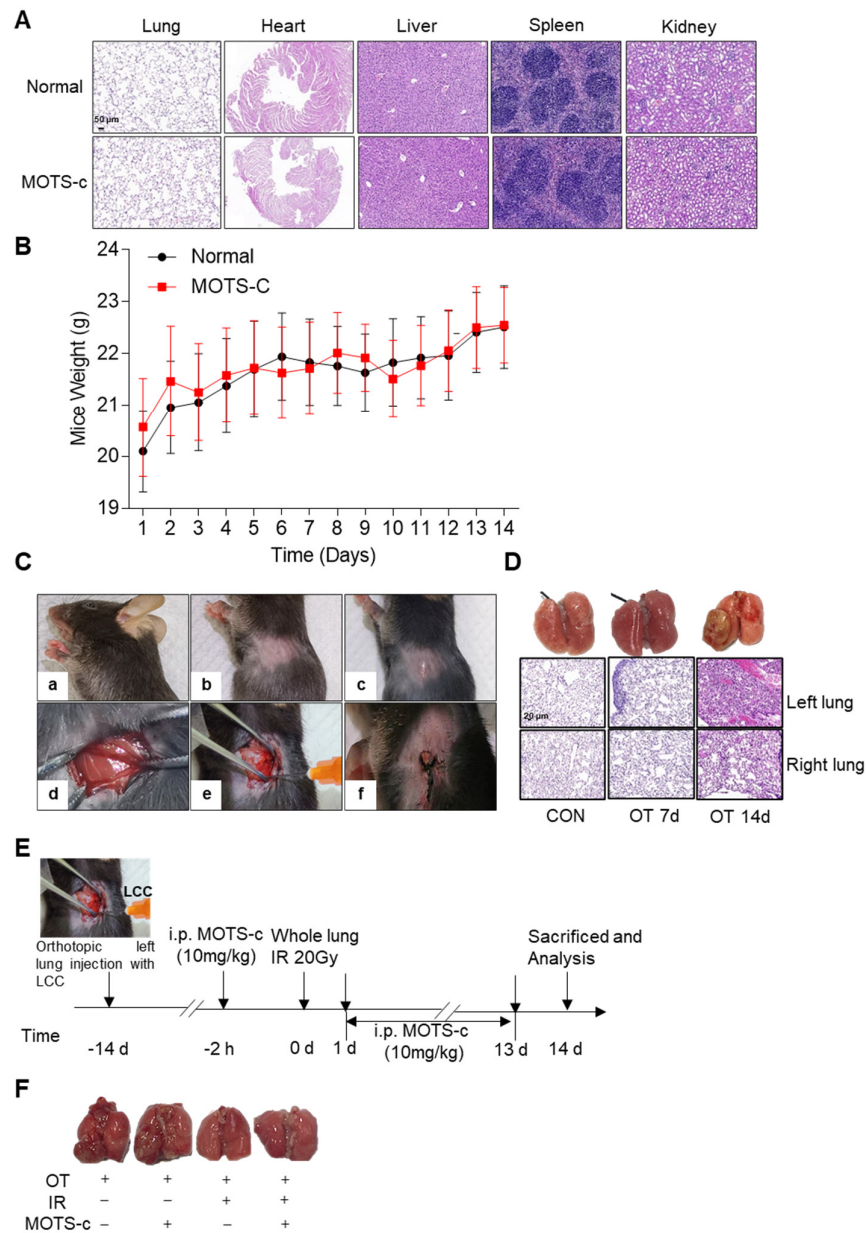 A
Lung Heart Liver Spleen Kidney
Normal
50 μm
MOTS-c
B
Normal
MOTS-C
24
23
22
21
20
19
Mice Weight (g)
1 2 3 4 5 6 7 8 9 10 11 12 13 14
Time (Days)
C
a b c
d e f
D
20 μm
Left lung
Right lung
CON OT 7d OT 14d
E
LCC
Orthotopic left
lung injection with
LCC
i.p. MOTS-c
(10mg/kg)
Whole lung
IR 20Gy
Sacrificed and
Analysis
i.p. MOTS-c
(10mg/kg)
Time
-14 d -2 h 0 d 1 d 13 d 14 d
F
OT + + + +
IR – – + +
MOTS-c – + – +